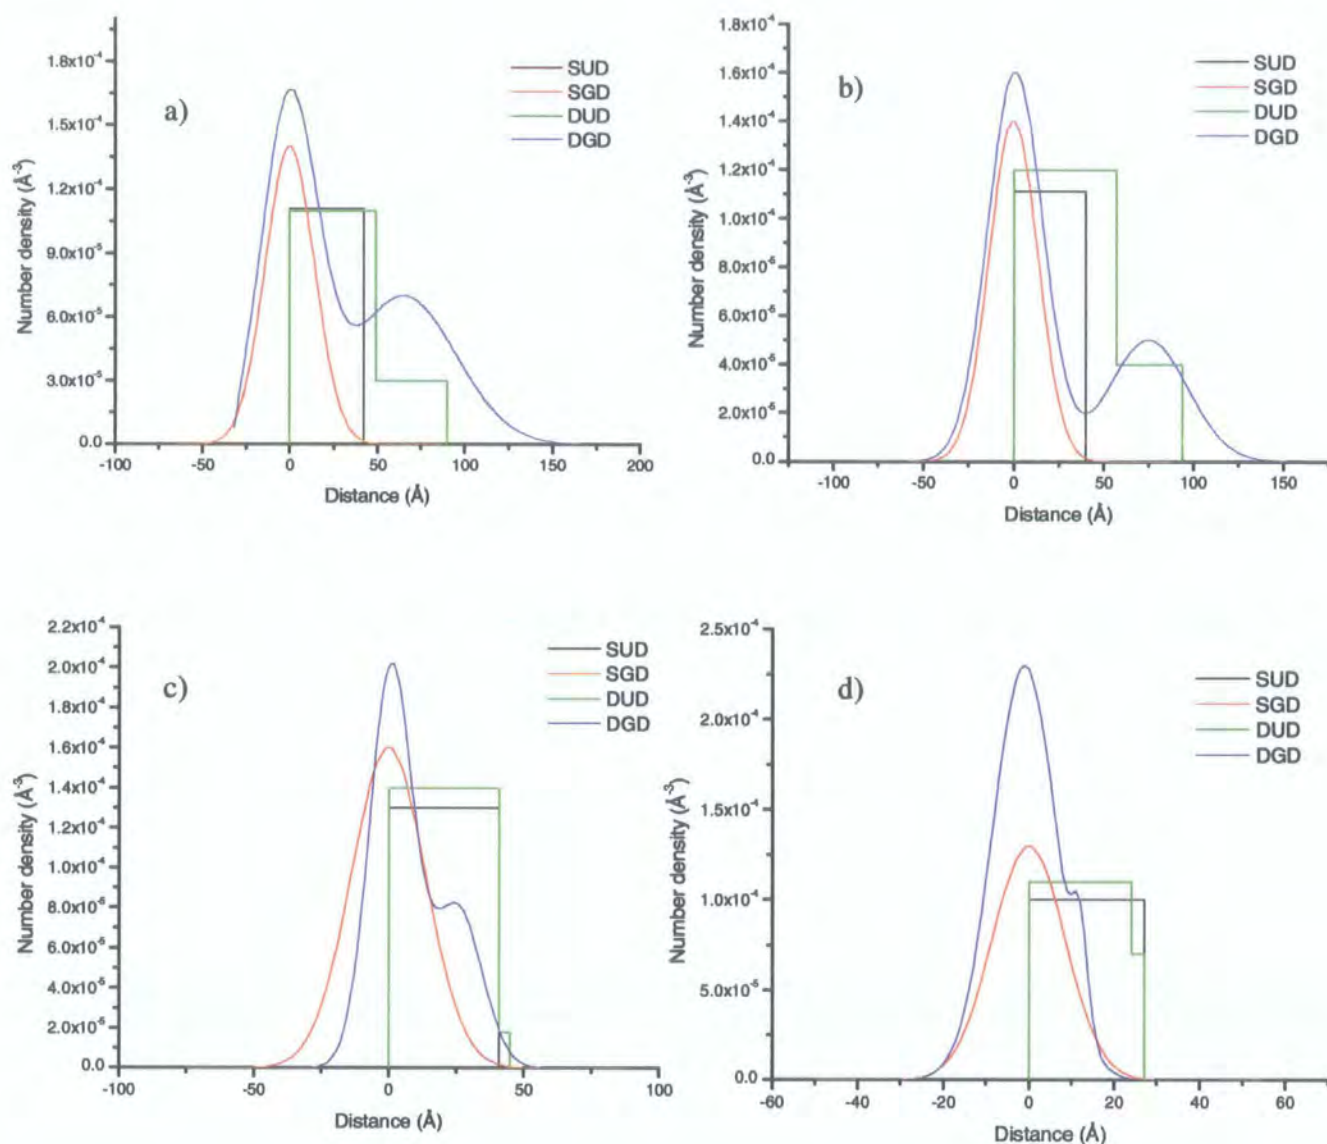 a)
Number density (Å-3)
1.8x10-4
1.5x10-4
1.2x10-4
9.0x10-5
6.0x10-5
3.0x10-5
0.0
-100 -50 0 50 100 150 200
Distance (Å)
SUD
SGD
DUD
DGD
b)
Number density (Å-3)
1.8x10-4
1.6x10-4
1.4x10-4
1.2x10-4
1.0x10-4
8.0x10-5
6.0x10-5
4.0x10-5
2.0x10-5
0.0
-100 -50 0 50 100 150
Distance (Å)
SUD
SGD
DUD
DGD
c)
Number density (Å-3)
2.2x10-4
2.0x10-4
1.8x10-4
1.6x10-4
1.4x10-4
1.2x10-4
1.0x10-4
8.0x10-5
6.0x10-5
4.0x10-5
2.0x10-5
0.0
-100 -50 0 50 100
Distance (Å)
SUD
SGD
DUD
DGD
d)
Number density (Å-3)
2.5x10-4
2.0x10-4
1.5x10-4
1.0x10-4
5.0x10-5
0.0
-60 -40 -20 0 20 40 60
Distance (Å)
SUD
SGD
DUD
DGD